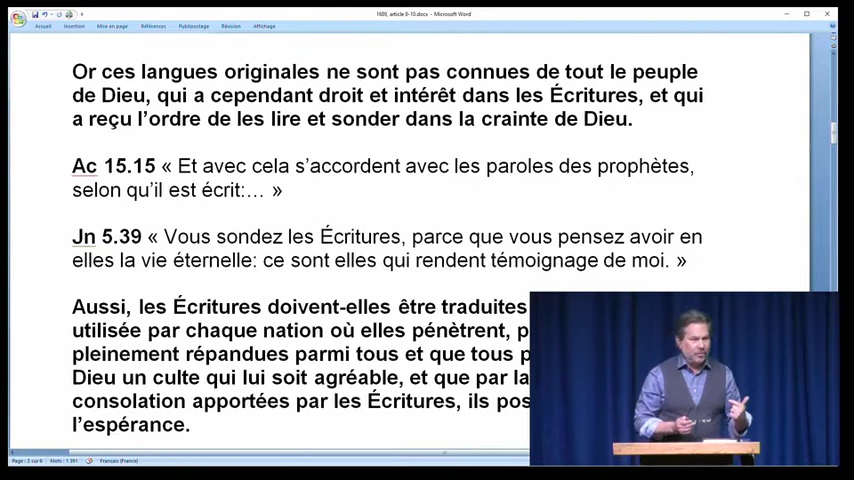 1689, article 8-10.docx - Microsoft Word
Accueil Insertion Mise en page Références Publipostage Révision Affichage
Or ces langues originales ne sont pas connues de tout le peuple
de Dieu, qui a cependant droit et intérêt dans les Écritures, et qui
a reçu l’ordre de les lire et sonder dans la crainte de Dieu.
Ac 15.15 « Et avec cela s’accordent avec les paroles des prophètes,
selon qu’il est écrit:… »
Jn 5.39 « Vous sondez les Écritures, parce que vous pensez avoir en
elles la vie éternelle: ce sont elles qui rendent témoignage de moi. »
Aussi, les Écritures doivent-elles être traduites
utilisée par chaque nation où elles pénètrent, p
pleinement répandues parmi tous et que tous p
Dieu un culte qui lui soit agréable, et que par la
consolation apportées par les Écritures, ils pos
l’espérance.
Page : 2 sur 6 Mots : 1 391 Français (France)